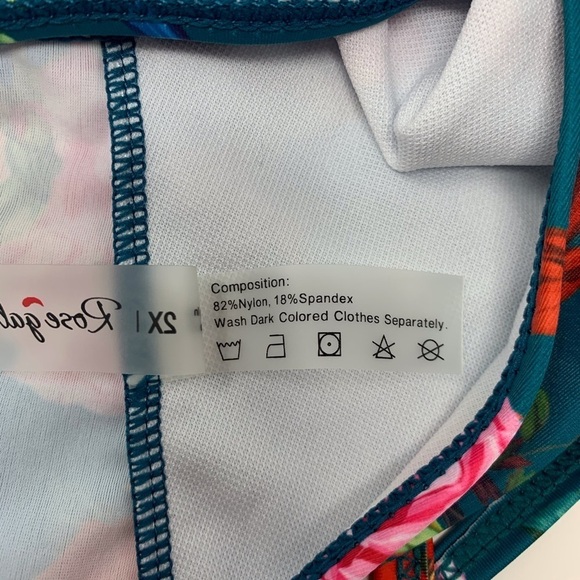 Composition:
82%Nylon, 18%Spandex
Wash Dark Colored Clothes Separately.
Rosegal | 2X